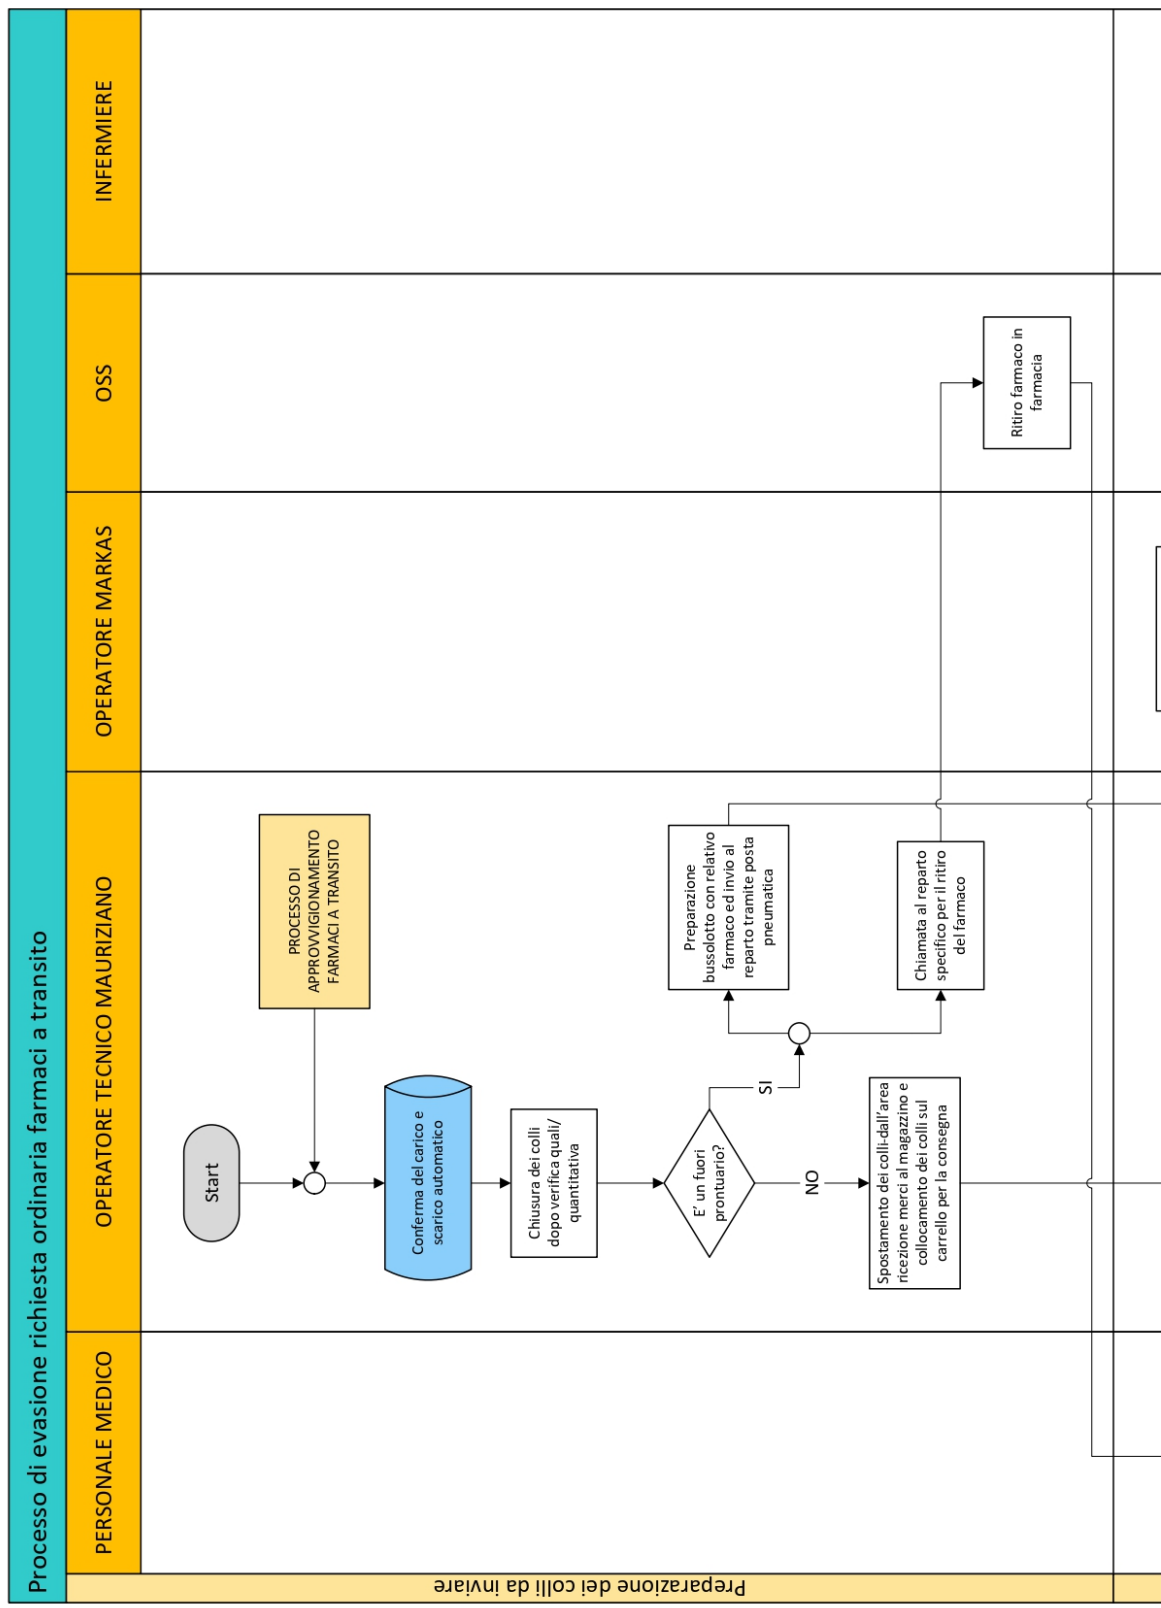 Processo di evasione richiesta ordinaria farmaci a transito
PERSONALE MEDICO
OPERATORE TECNICO MAURIZIANO
OPERATORE MARKAS
OSS
INFERMIERE
Preparazione dei colli da inviare
Start
PROCESSO DI
APPROVVIGIONAMENTO
FARMACI A TRANSITO
Conferma del carico e
scarico automatico
Chiusura dei colli
dopo verifica quali/
quantitativa
E' un fuori
prontuario?
SI
NO
Preparazione
bussolotto con relativo
farmaco ed invio al
reparto tramite posta
pneumatica
Spostamento dei colli-dall'area
ricezione merci al magazzino e
collocamento dei colli sul
carrello per la consegna
Chiamata al reparto
specifico per il ritiro
del farmaco
Ritiro farmaco in
farmacia